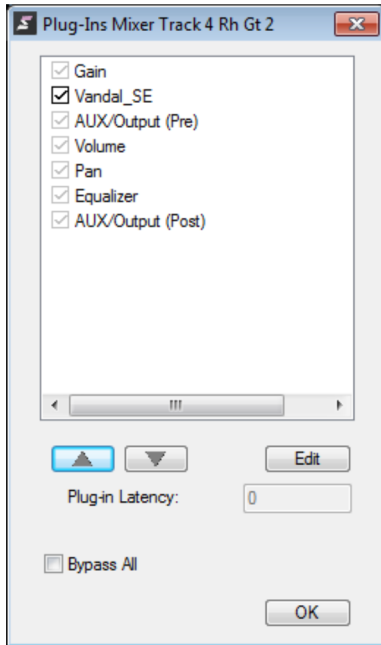 Plug-Ins Mixer Track 4 Rh Gt 2
Gain
Vandal_SE
AUX/Output (Pre)
Volume
Pan
Equalizer
AUX/Output (Post)
Edit
Plug-in Latency: 0
Bypass All
OK